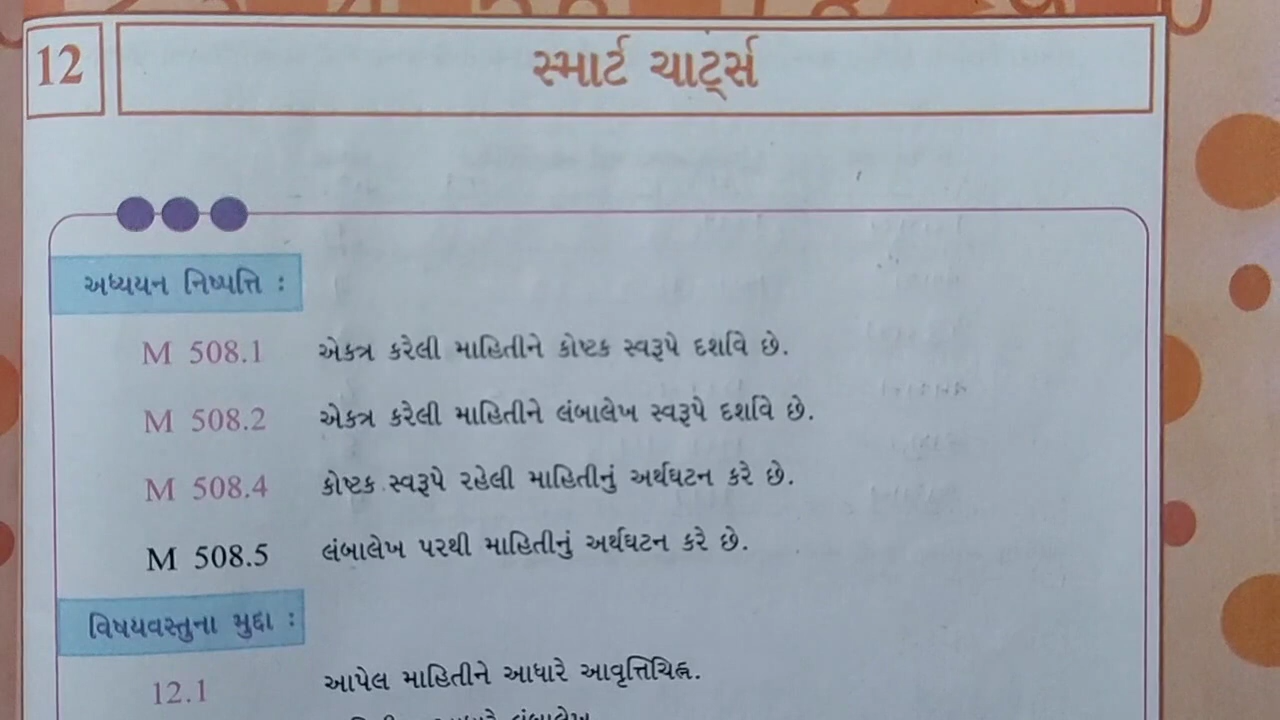 12 સ્માર્ટ ચાર્ટ્સ
અધ્યયન નિષ્પત્તિ :
M 508.1 એકત્ર કરેલી માહિતીને કોષ્ટક સ્વરૂપે દર્શાવે છે.
M 508.2 એકત્ર કરેલી માહિતીને લંબાલેખ સ્વરૂપે દર્શાવે છે.
M 508.4 કોષ્ટક સ્વરૂપે રહેલી માહિતીનું અર્થઘટન કરે છે.
M 508.5 લંબાલેખ પરથી માહિતીનું અર્થઘટન કરે છે.
વિષયવસ્તુના મુદ્દા :
12.1 આપેલ માહિતીને આધારે આવૃત્તિચિહ્ન.